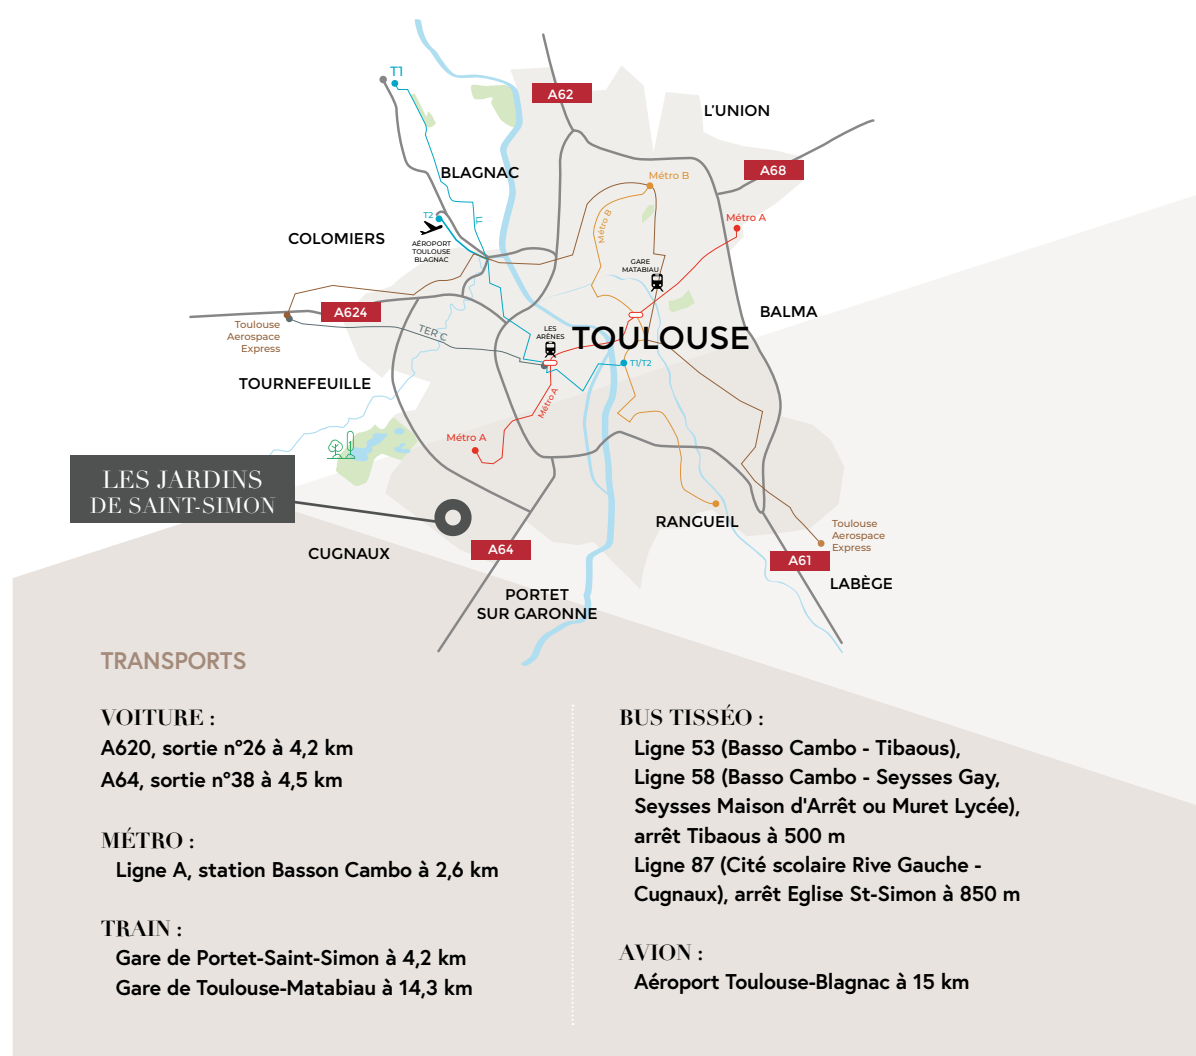 T1
A62
L'UNION
A68
BLAGNAC
Métro B
T2
T1
Métro B
Métro A
COLOMIERS
AÉROPORT
TOULOUSE
BLAGNAC
GARE
MATABIAU
A624
BALMA
Toulouse
Aerospace
Express
TER C
LES
ARÈNES
TOULOUSE
T1/T2
TOURNEFEUILLE
Métro A
Métro A
LES JARDINS
DE SAINT-SIMON
RANGUEIL
Toulouse
Aerospace
Express
CUGNAUX
A64
A61
LABÈGE
PORTET
SUR GARONNE
TRANSPORTS
VOITURE :
A620, sortie n°26 à 4,2 km
A64, sortie n°38 à 4,5 km
MÉTRO :
Ligne A, station Basson Cambo à 2,6 km
TRAIN :
Gare de Portet-Saint-Simon à 4,2 km
Gare de Toulouse-Matabiau à 14,3 km
BUS TISSÉO :
Ligne 53 (Basso Cambo - Tibaous),
Ligne 58 (Basso Cambo - Seysses Gay,
Seysses Maison d'Arrêt ou Muret Lycée),
arrêt Tibaous à 500 m
Ligne 87 (Cité scolaire Rive Gauche -
Cugnaux), arrêt Eglise St-Simon à 850 m
AVION :
Aéroport Toulouse-Blagnac à 15 km